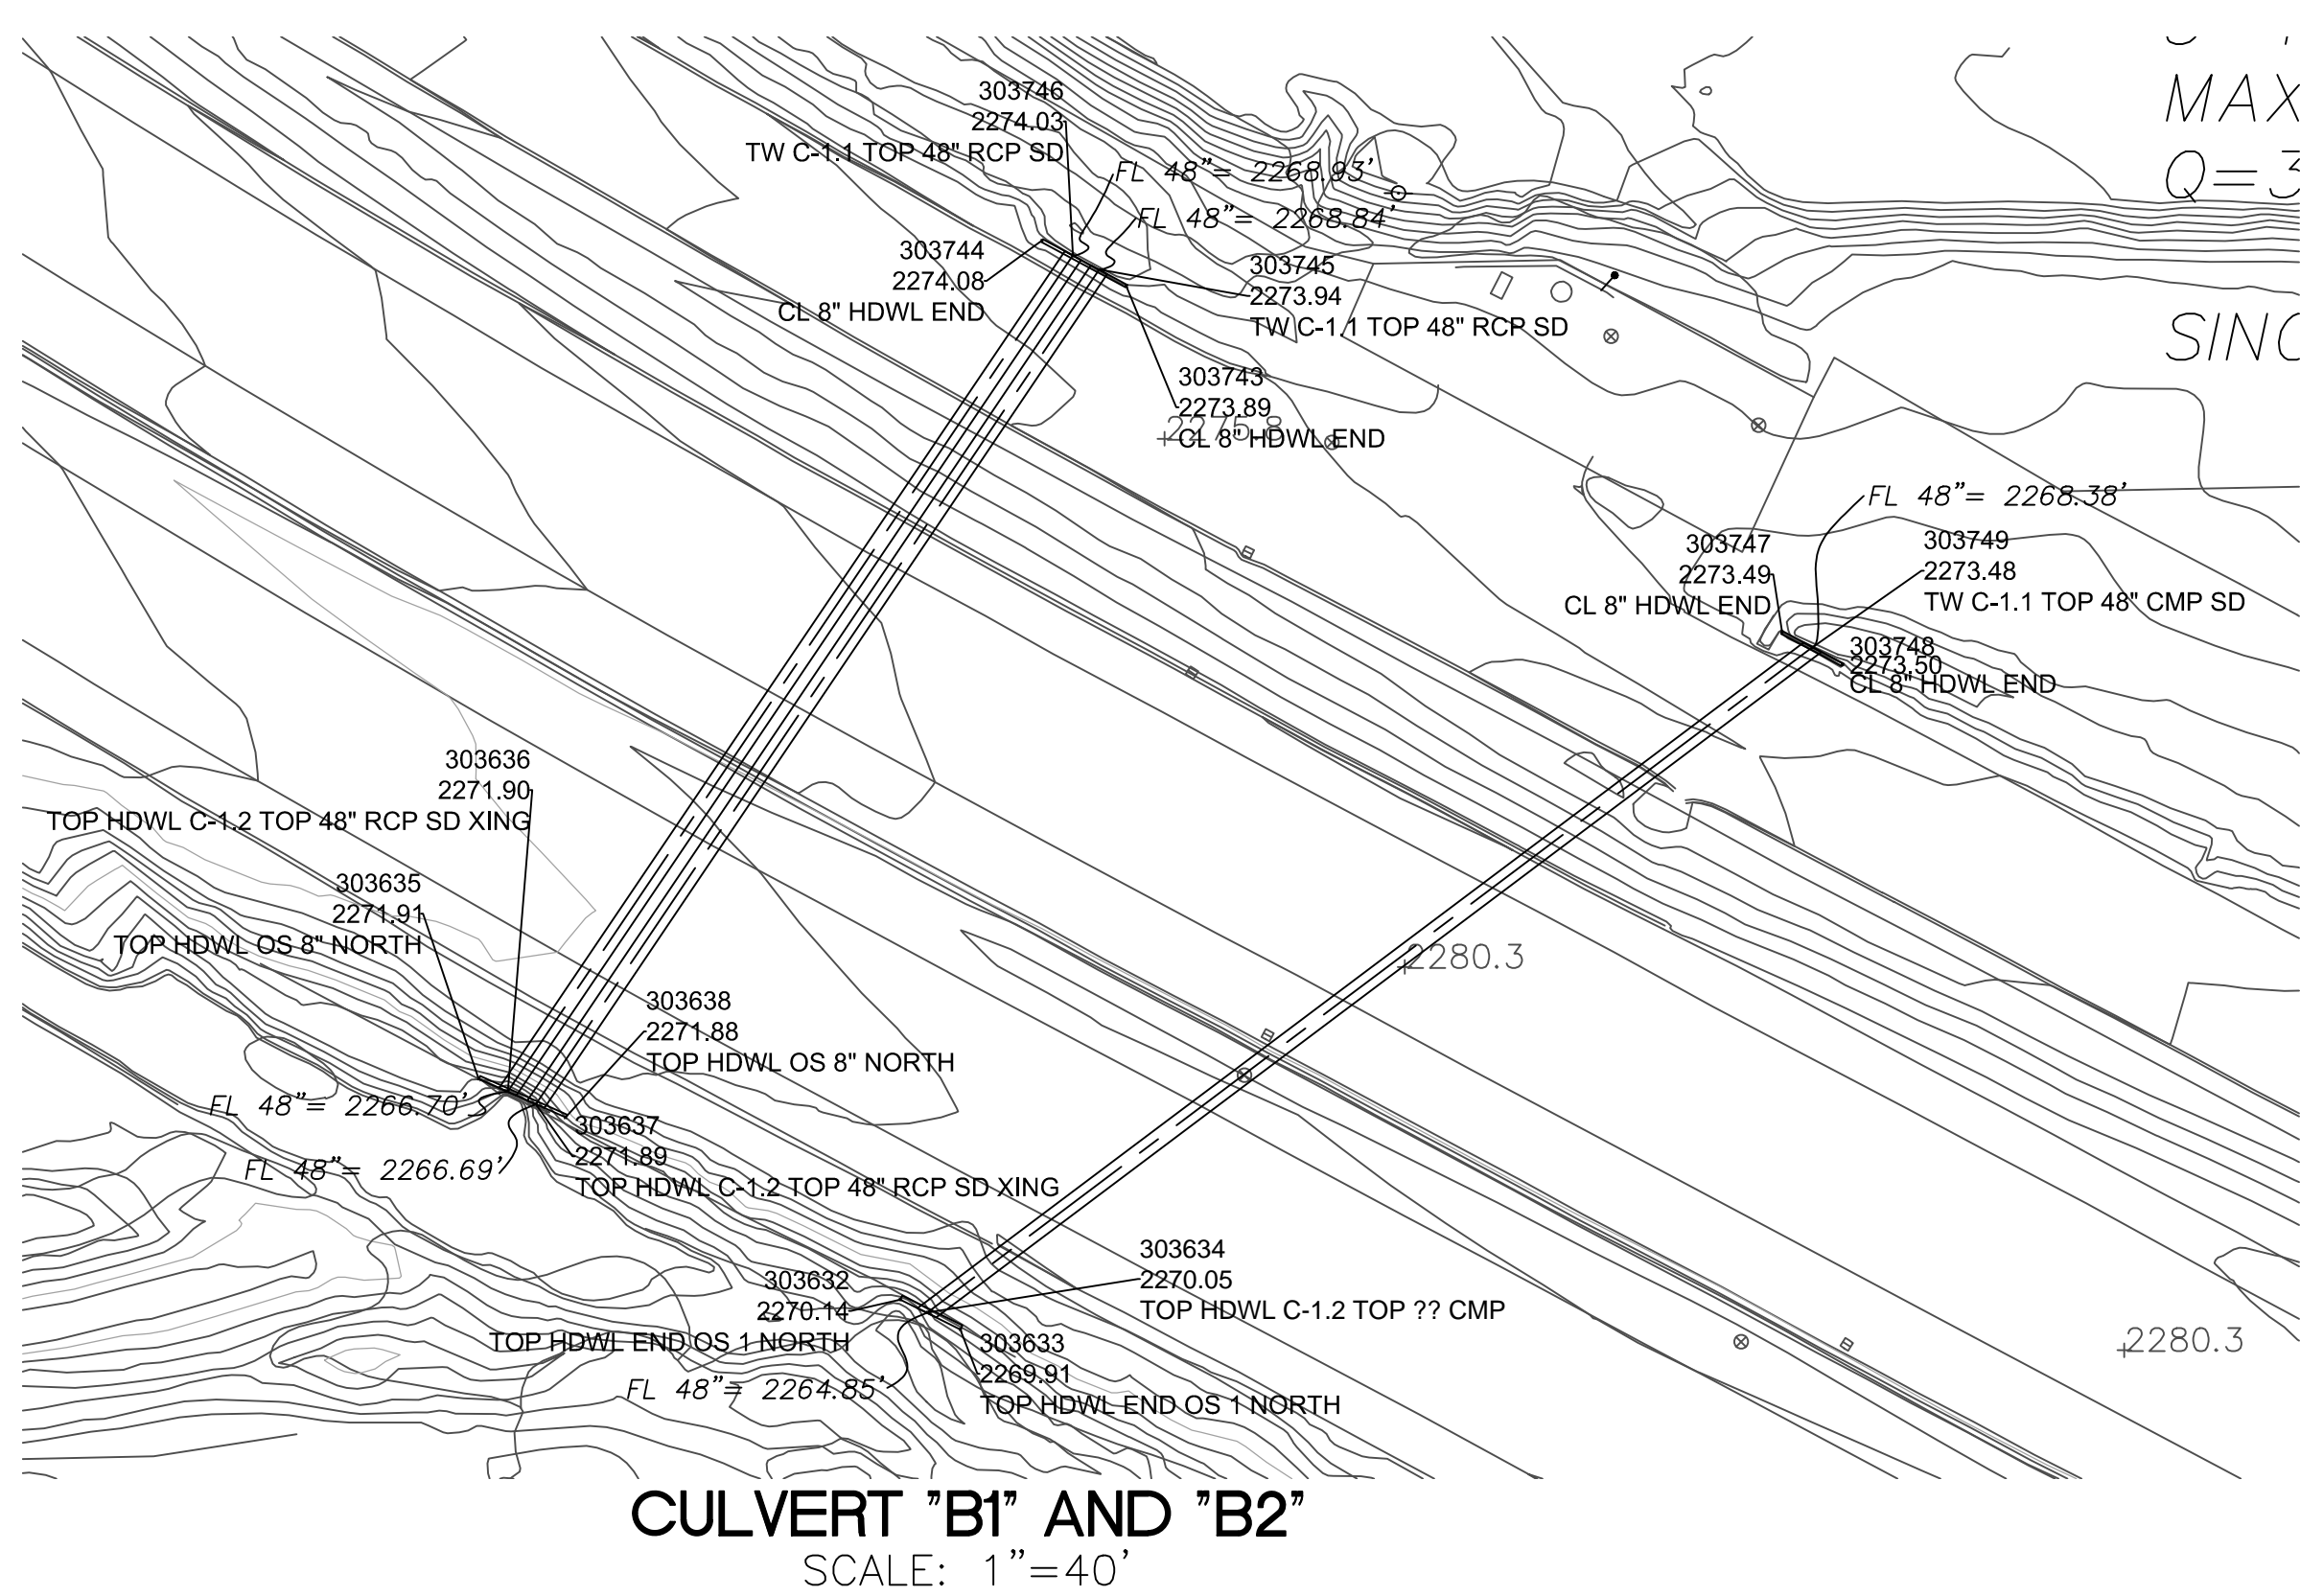 303746
2274.03
TW C-1.1 TOP 48" RCP SD
FL 48"= 2268.93'
FL 48"= 2268.84'
303744
2274.08
CL 8" HDWL END
303745
2273.94
TW C-1.1 TOP 48" RCP SD
303743
2273.89
2275.8
CL 8" HDWL END
MAX
SINC
FL 48"= 2268.38'
303747
2273.49
CL 8" HDWL END
303749
2273.48
TW C-1.1 TOP 48" CMP SD
303748
2273.50
CL 8" HDWL END
303636
2271.90
TOP HDWL C-1.2 TOP 48" RCP SD XING
303635
2271.91
TOP HDWL OS 8" NORTH
2280.3
303638
2271.88
TOP HDWL OS 8" NORTH
FL 48"= 2266.70'
303637
2271.89
TOP HDWL C-1.2 TOP 48" RCP SD XING
FL 48"= 2266.69'
303634
2270.05
TOP HDWL C-1.2 TOP ?? CMP
303632
2270.14
TOP HDWL END OS 1 NORTH
303633
2269.91
TOP HDWL END OS 1 NORTH
FL 48"= 2264.85'
2280.3
CULVERT "B1" AND "B2"
SCALE: 1"=40'